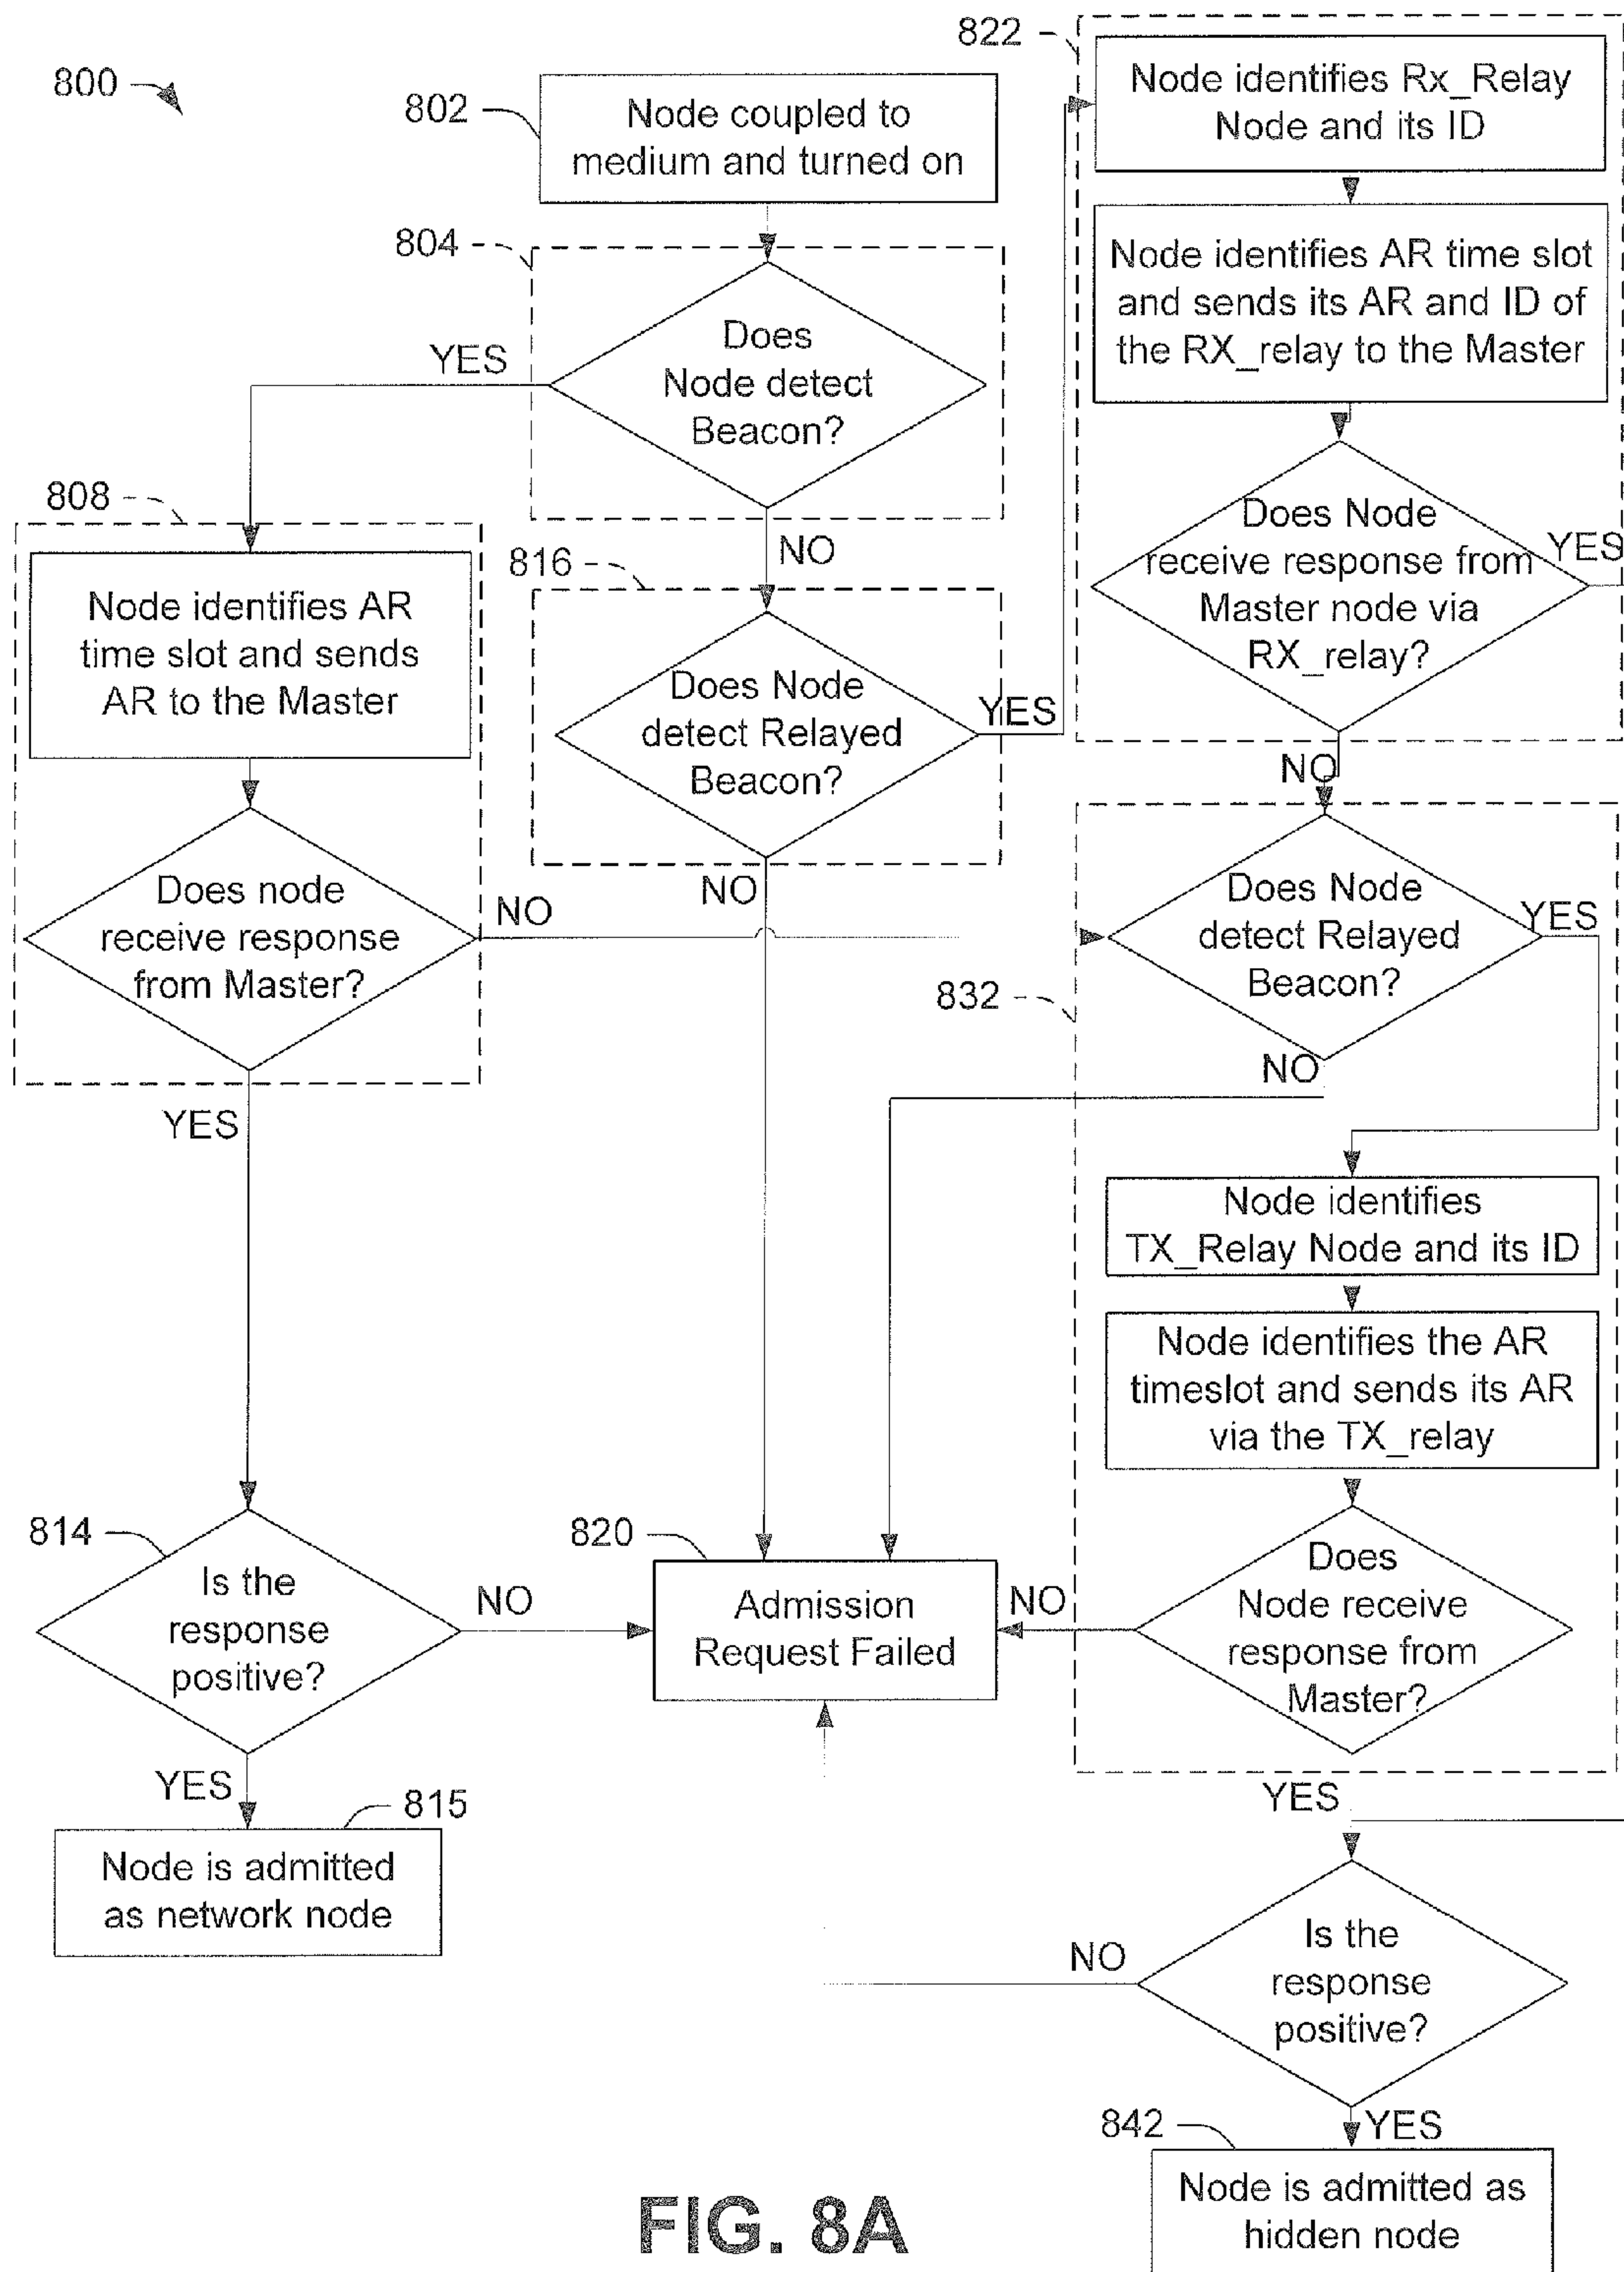 800
802
Node coupled to
medium and turned on
804
Does
Node detect
Beacon?
YES
NO
808
Node identifies AR
time slot and sends
AR to the Master
Does node
receive response
from Master?
NO
YES
816
Does Node
detect Relayed
Beacon?
YES
NO
822
Node identifies Rx_Relay
Node and its ID
Node identifies AR time slot
and sends its AR and ID of
the RX_relay to the Master
Does Node
receive response from
Master node via
RX_relay?
YES
NO
832
Does Node
detect Relayed
Beacon?
YES
NO
Node identifies
TX_Relay Node and its ID
Node identifies the AR
timeslot and sends its AR
via the TX_relay
Does
Node receive
response from
Master?
NO
YES
814
Is the
response
positive?
NO
YES
815
Node is admitted
as network node
820
Admission
Request Failed
Is the
response
positive?
NO
YES
842
Node is admitted as
hidden node
FIG. 8A